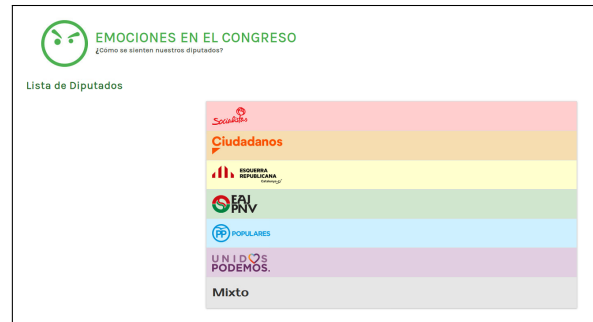 EMOCIONES EN EL CONGRESO
¿Cómo se sienten nuestros diputados?
Lista de Diputados
Socialistas
Ciudadanos
ESQUERRA
REPUBLICANA
EAJ
PNV
PP POPULARES
UNIDOS
PODEMOS.
Mixto